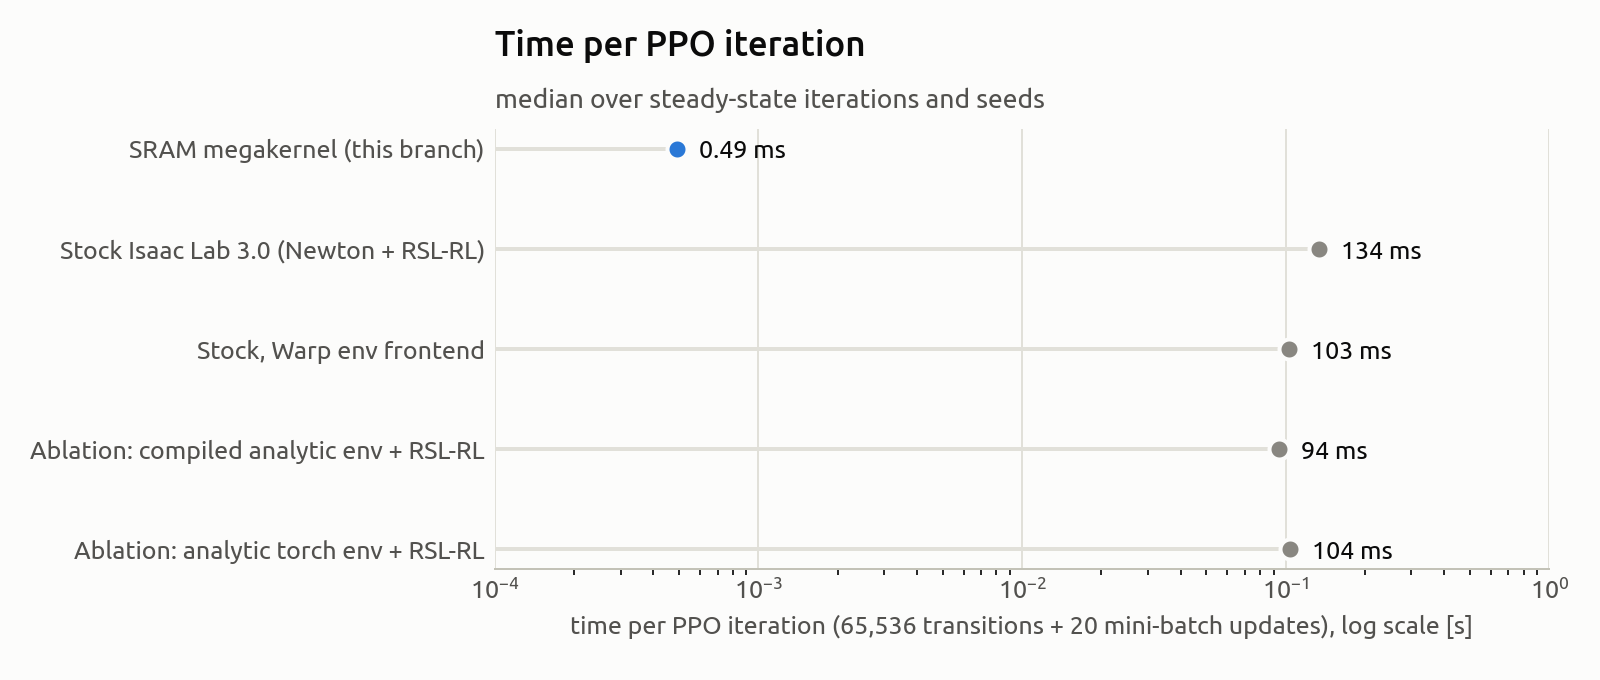 Time per PPO iteration
median over steady-state iterations and seeds
SRAM megakernel (this branch) 0.49 ms
Stock Isaac Lab 3.0 (Newton + RSL-RL) 134 ms
Stock, Warp env frontend 103 ms
Ablation: compiled analytic env + RSL-RL 94 ms
Ablation: analytic torch env + RSL-RL 104 ms
10⁻⁴ 10⁻³ 10⁻² 10⁻¹ 10⁰
time per PPO iteration (65,536 transitions + 20 mini-batch updates), log scale [s]